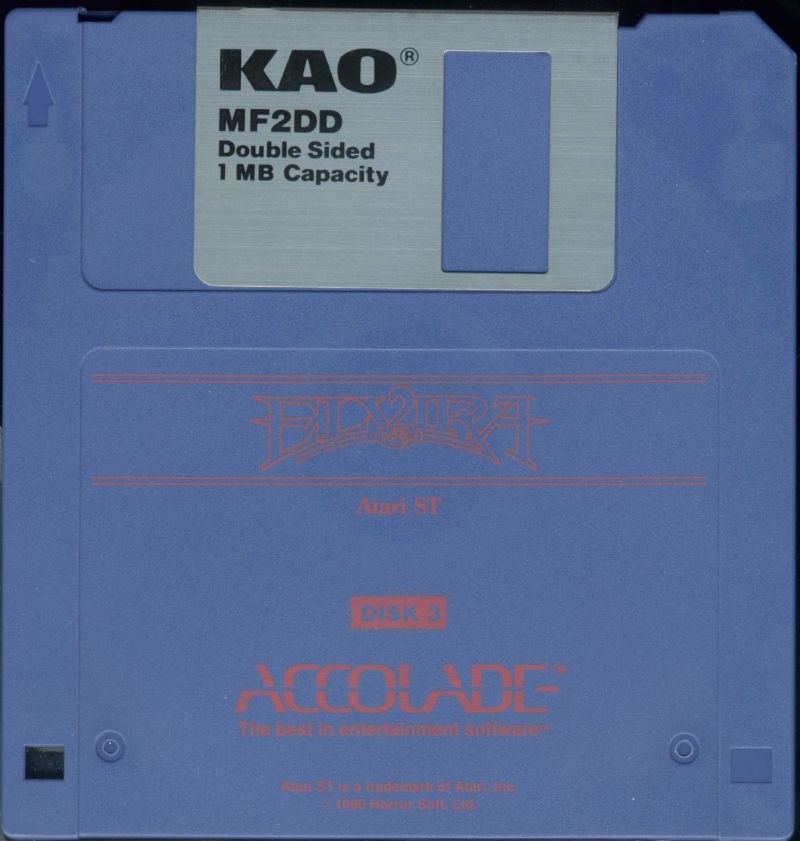 KAO®
MF2DD
Double Sided
1 MB Capacity
ELVIRA
Atari ST
DISK 3
ACCOLADE™
The best in entertainment software™
Atari ST is a trademark of Atari, Inc.
© 1990 Horror Soft, Ltd.